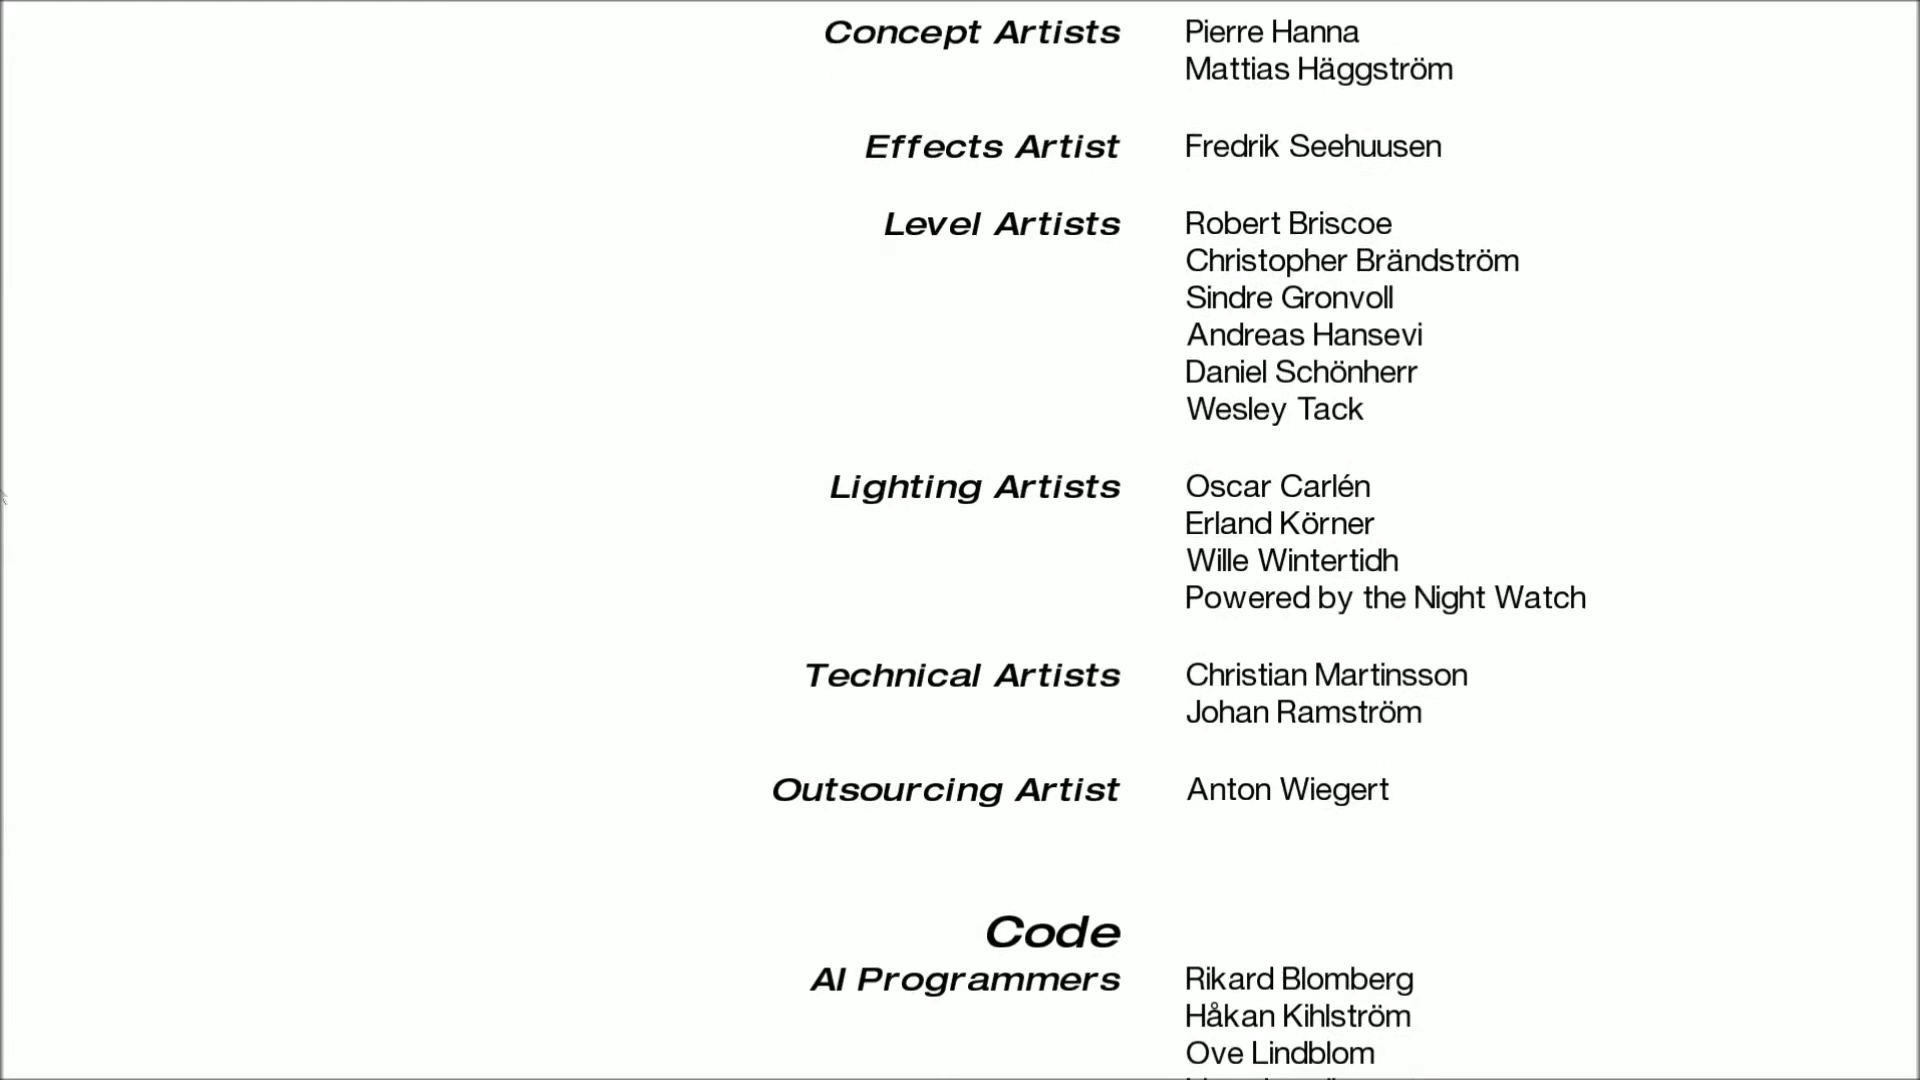 Concept Artists Pierre Hanna
Mattias Häggström
Effects Artist Fredrik Seehuusen
Level Artists Robert Briscoe
Christopher Brändström
Sindre Gronvoll
Andreas Hansevi
Daniel Schönherr
Wesley Tack
Lighting Artists Oscar Carlén
Erland Körner
Wille Wintertidh
Powered by the Night Watch
Technical Artists Christian Martinsson
Johan Ramström
Outsourcing Artist Anton Wiegert
Code
AI Programmers Rikard Blomberg
Håkan Kihlström
Ove Lindblom